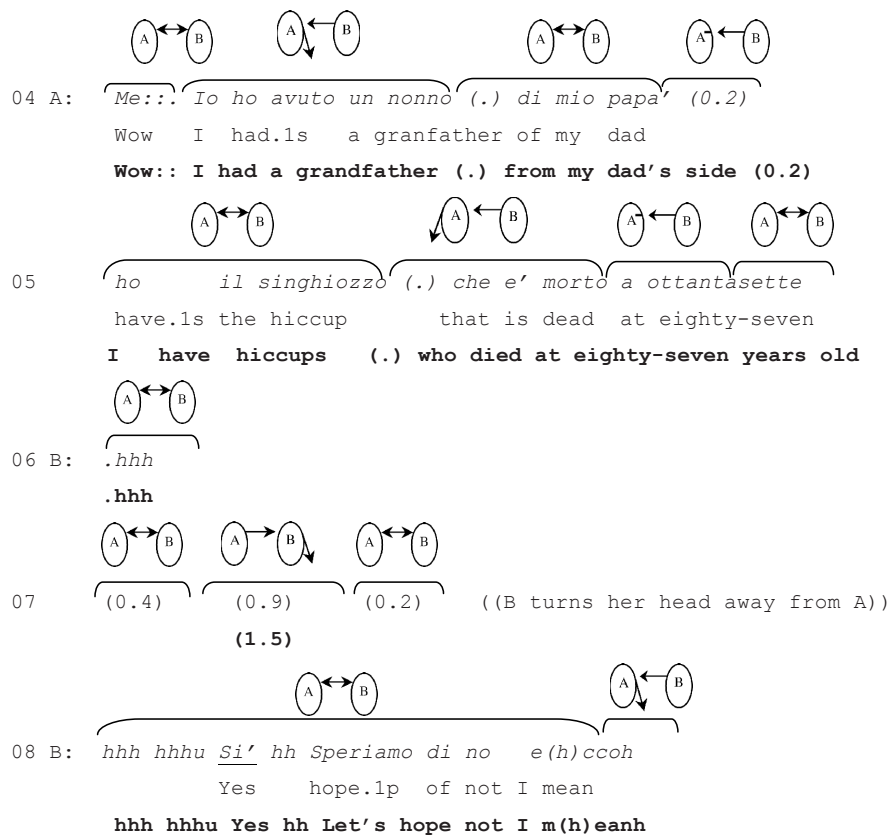 A B A B A B A B
04 A: Me::. Io ho avuto un nonno (.) di mio papa' (0.2)
Wow I had.1s a granfather of my dad
Wow:: I had a grandfather (.) from my dad's side (0.2)
A B A B A B A B
05 ho il singhiozzo (.) che e' morto a ottantasette
have.1s the hiccup that is dead at eighty-seven
I have hiccups (.) who died at eighty-seven years old
A B
06 B: .hhh
.hhh
A B A B A B
07 (0.4) (0.9) (0.2) ((B turns her head away from A))
(1.5)
A B A B
08 B: hhh hhhu Si' hh Speriamo di no e(h)ccoh
Yes hope.1p of not I mean
hhh hhhu Yes hh Let's hope not I m(h)eanh